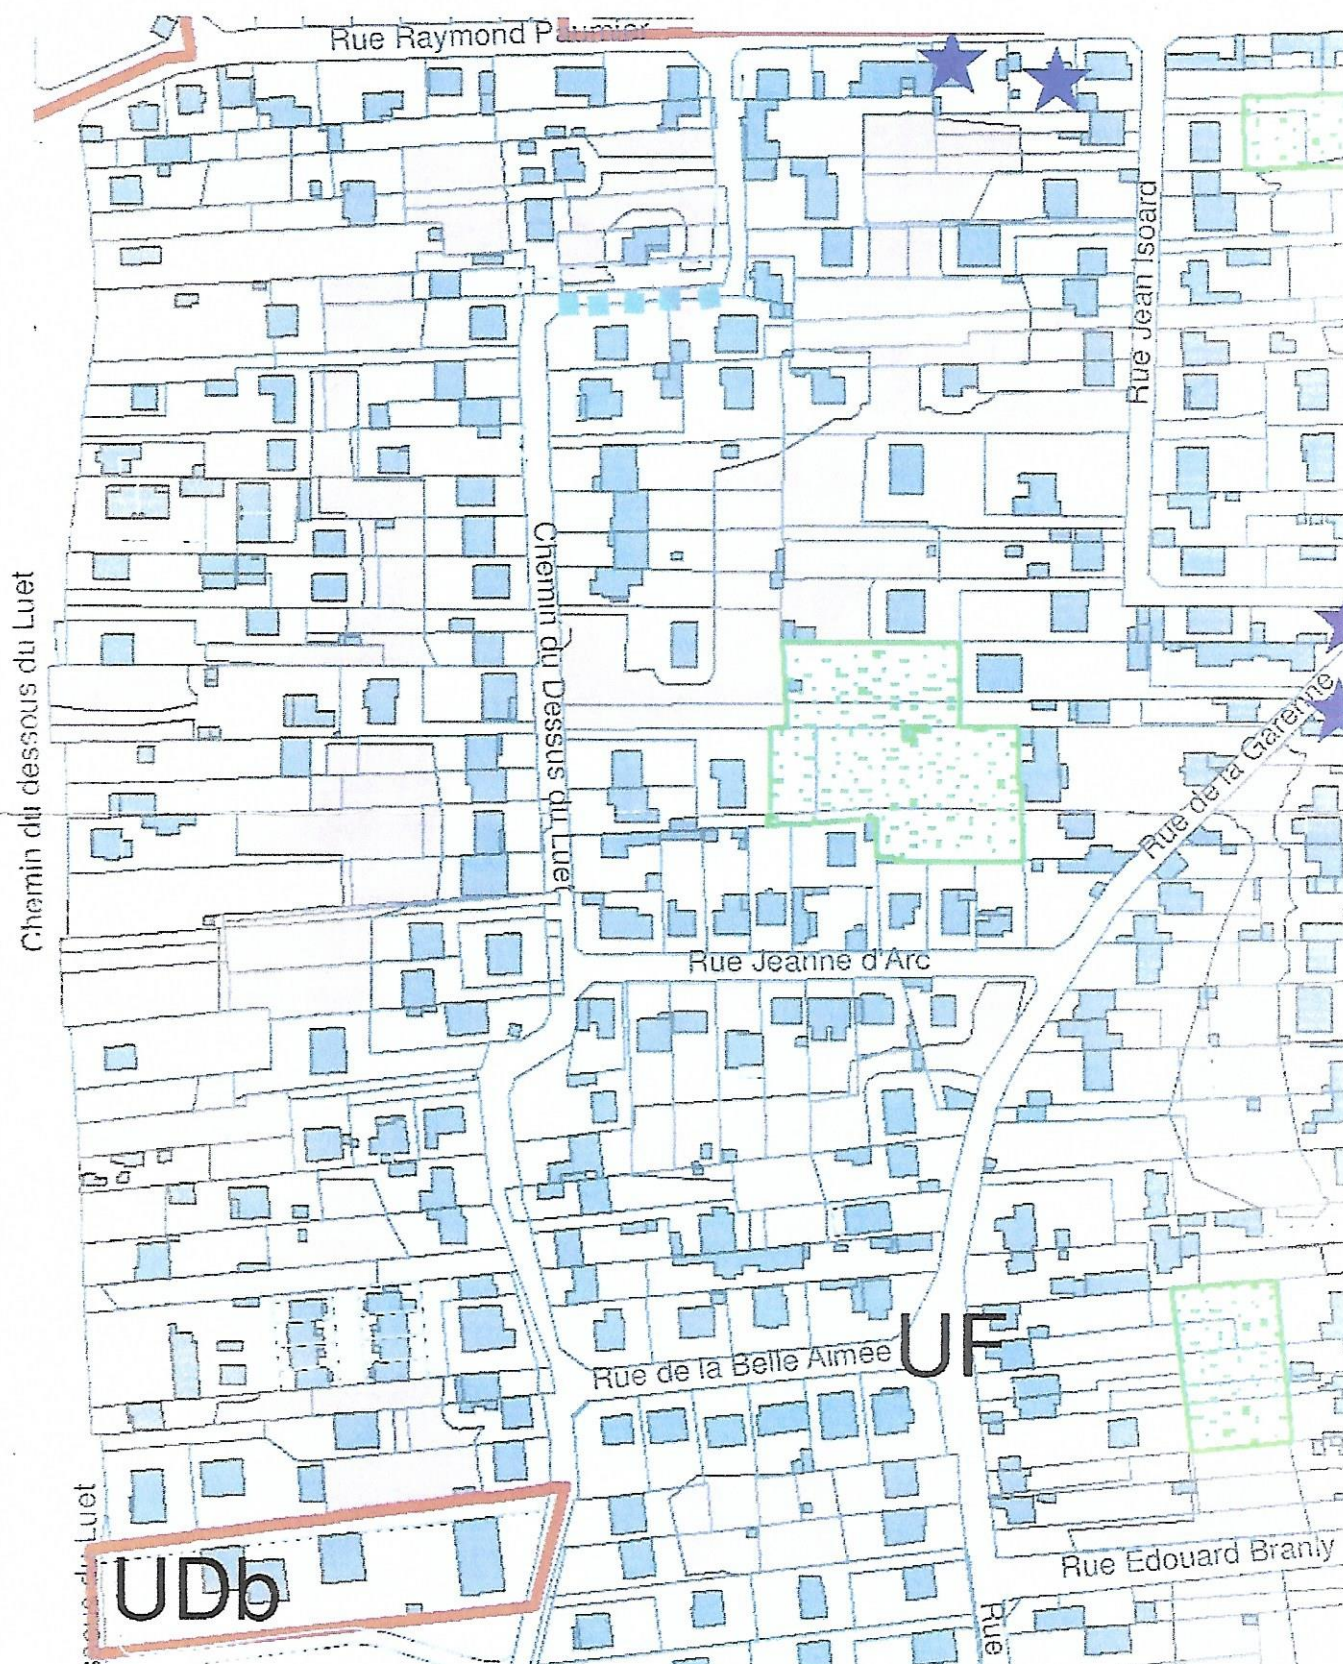 Rue Raymond Paumier
Rue Jean Isoard
Chemin du Dessus du Luet
Chemin du dessous du Luet
Rue de la Garenne
Rue Jeanne d'Arc
Rue de la Belle Aimée
UF
Luet
UDb
Rue Edouard Branly
Rue